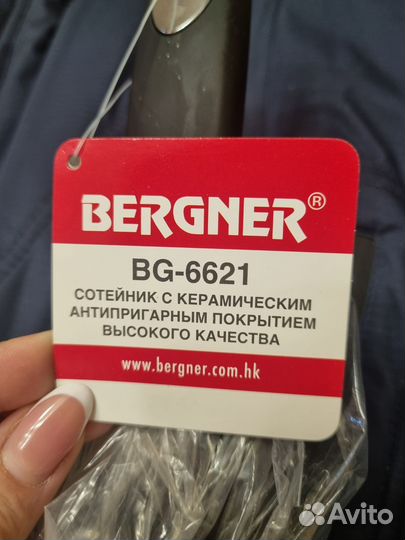 BERGNER®
BG-6621
СОТЕЙНИК С КЕРАМИЧЕСКИМ
АНТИПРИГАРНЫМ ПОКРЫТИЕМ
ВЫСОКОГО КАЧЕСТВА
www.bergner.com.hk
Avito